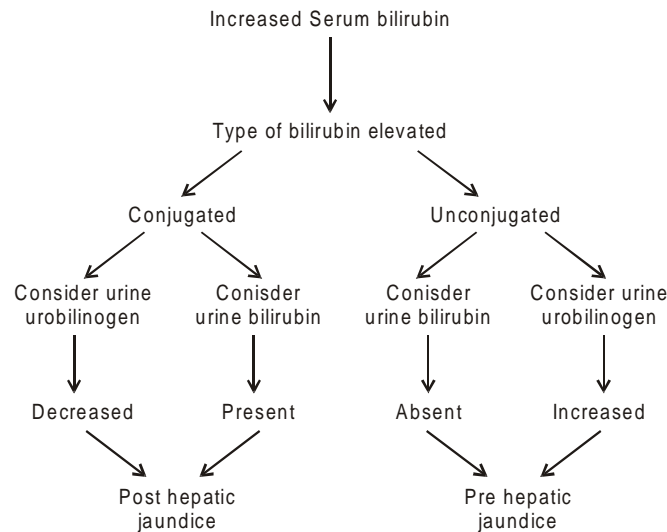 Increased Serum bilirubin
Type of bilirubin elevated
Conjugated
Unconjugated
Consider urine
urobilinogen
Conisder
urine bilirubin
Conisder
urine bilirubin
Consider urine
urobilinogen
Decreased
Present
Absent
Increased
Post hepatic
jaundice
Pre hepatic
jaundice